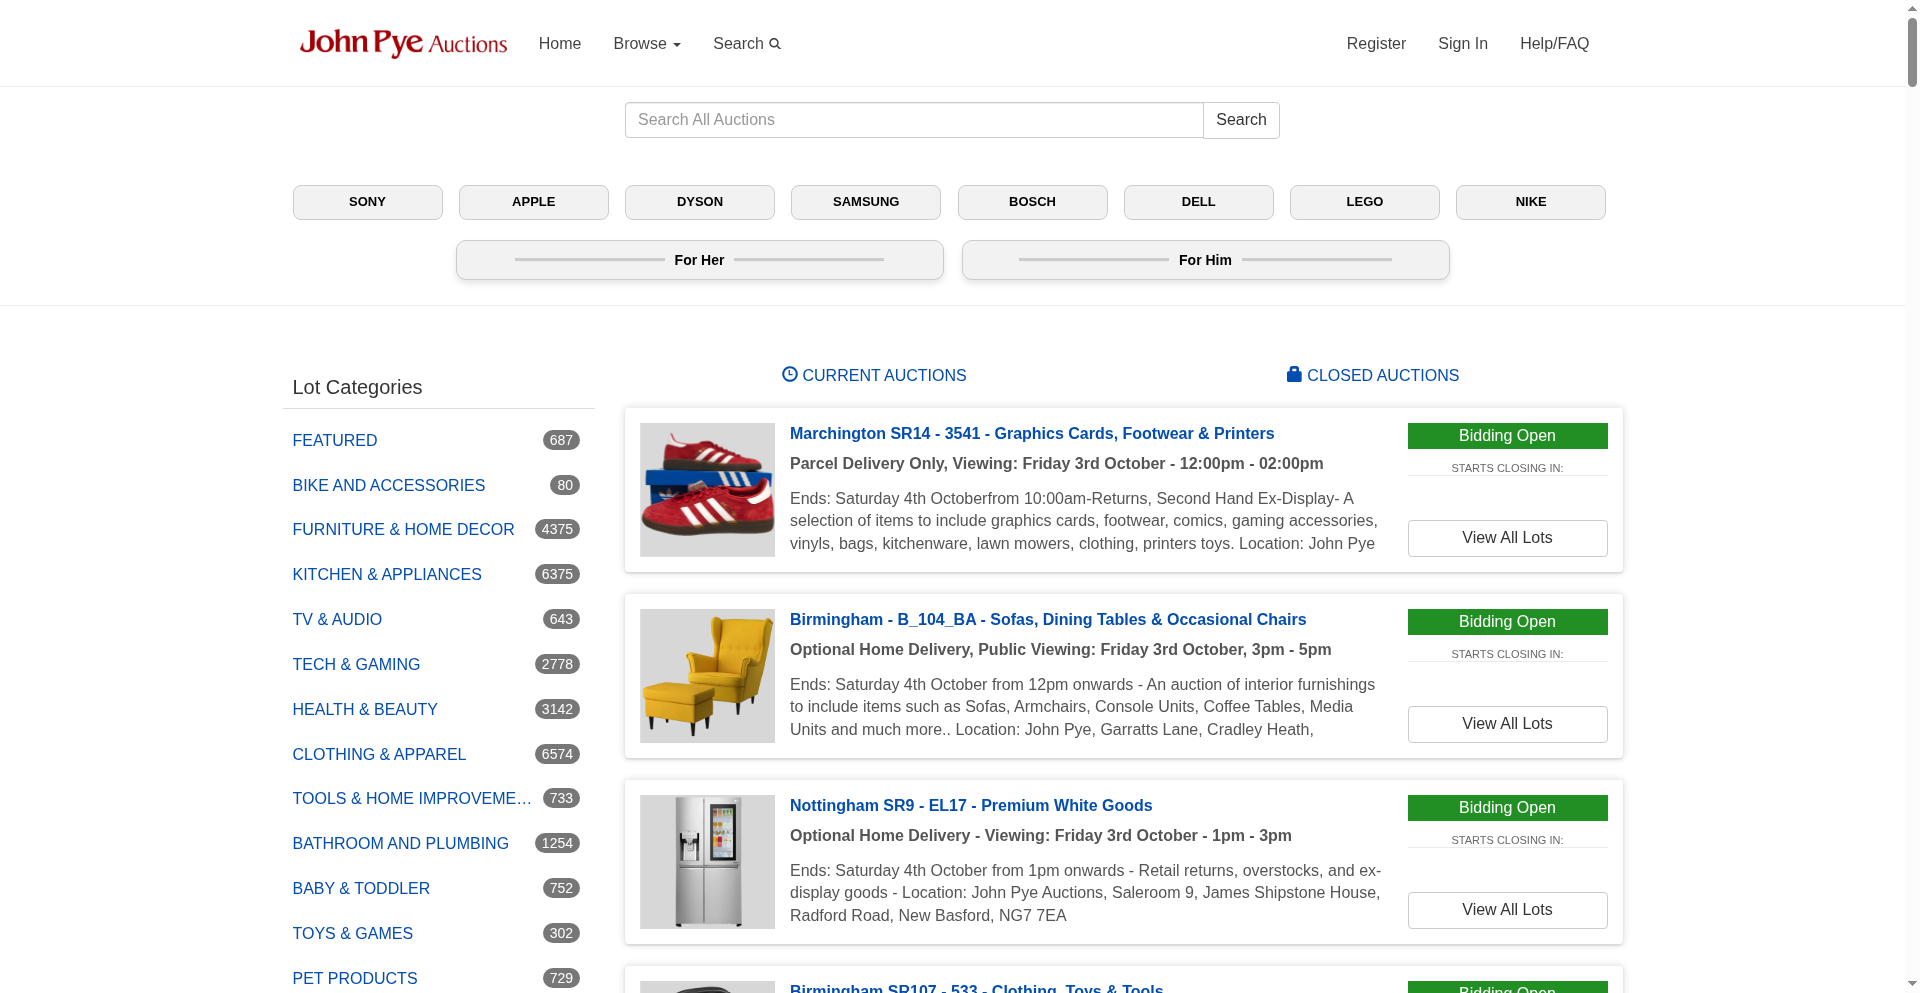 John Pye Auctions
Home
Browse
Search
Register
Sign In
Help/FAQ
Search All Auctions
Search
SONY
APPLE
DYSON
SAMSUNG
BOSCH
DELL
LEGO
NIKE
For Her
For Him
Lot Categories
FEATURED 687
BIKE AND ACCESSORIES 80
FURNITURE & HOME DECOR 4375
KITCHEN & APPLIANCES 6375
TV & AUDIO 643
TECH & GAMING 2778
HEALTH & BEAUTY 3142
CLOTHING & APPAREL 6574
TOOLS & HOME IMPROVEME… 733
BATHROOM AND PLUMBING 1254
BABY & TODDLER 752
TOYS & GAMES 302
PET PRODUCTS 729
CURRENT AUCTIONS
CLOSED AUCTIONS
Marchington SR14 - 3541 - Graphics Cards, Footwear & Printers
Parcel Delivery Only, Viewing: Friday 3rd October - 12:00pm - 02:00pm
Ends: Saturday 4th Octoberfrom 10:00am-Returns, Second Hand Ex-Display- A
selection of items to include graphics cards, footwear, comics, gaming accessories,
vinyls, bags, kitchenware, lawn mowers, clothing, printers toys. Location: John Pye
Bidding Open
STARTS CLOSING IN:
View All Lots
Birmingham - B_104_BA - Sofas, Dining Tables & Occasional Chairs
Optional Home Delivery, Public Viewing: Friday 3rd October, 3pm - 5pm
Ends: Saturday 4th October from 12pm onwards - An auction of interior furnishings
to include items such as Sofas, Armchairs, Console Units, Coffee Tables, Media
Units and much more.. Location: John Pye, Garratts Lane, Cradley Heath,
Bidding Open
STARTS CLOSING IN:
View All Lots
Nottingham SR9 - EL17 - Premium White Goods
Optional Home Delivery - Viewing: Friday 3rd October - 1pm - 3pm
Ends: Saturday 4th October from 1pm onwards - Retail returns, overstocks, and ex-
display goods - Location: John Pye Auctions, Saleroom 9, James Shipstone House,
Radford Road, New Basford, NG7 7EA
Bidding Open
STARTS CLOSING IN:
View All Lots
Birmingham SR107 - 533 - Clothing, Toys & Tools
Bidding Open